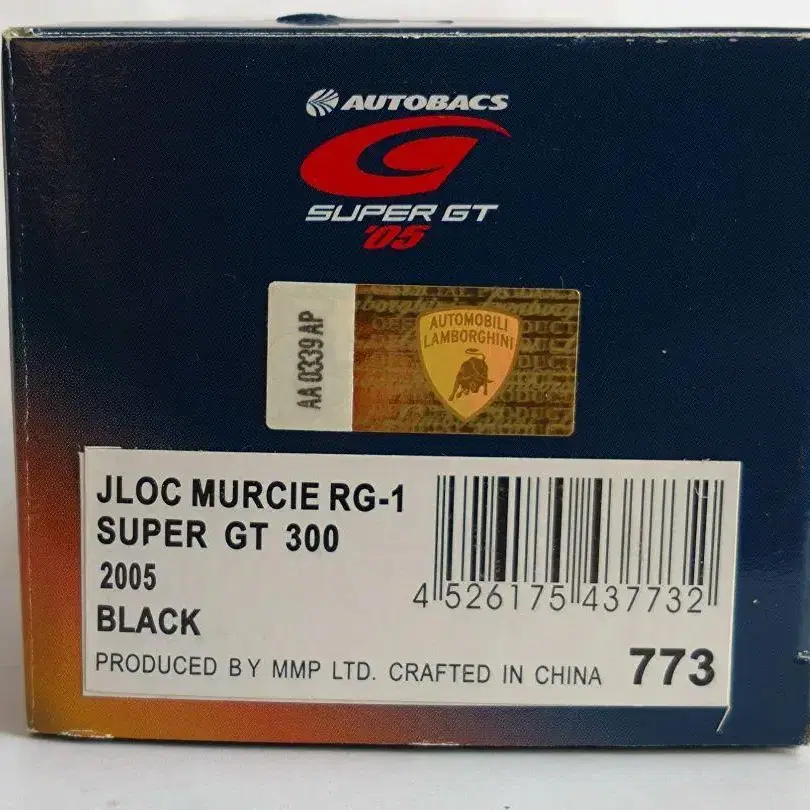 AUTOBACS
SUPER GT
'05
AA 0339 AP
AUTOMOBILI
LAMBORGHINI
JLOC MURCIE RG-1
SUPER GT 300
2005
BLACK
4 526175 437732
PRODUCED BY MMP LTD. CRAFTED IN CHINA 773